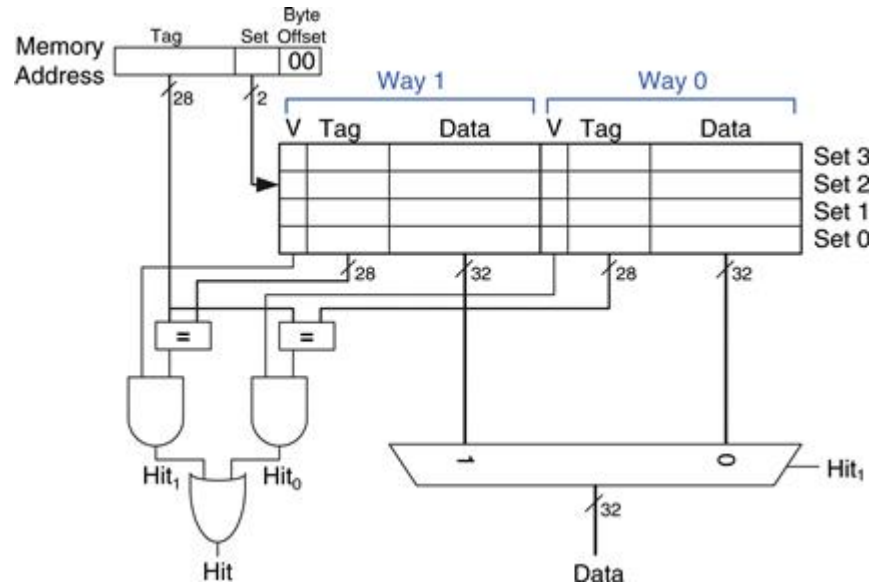 Byte
Tag Set Offset
Memory Address 00
28 2
Way 1 Way 0
V Tag Data V Tag Data
Set 3
Set 2
Set 1
Set 0
28 32 28 32
= =
1 0
Hit₁ Hit₀ Hit₁
32
Hit Data